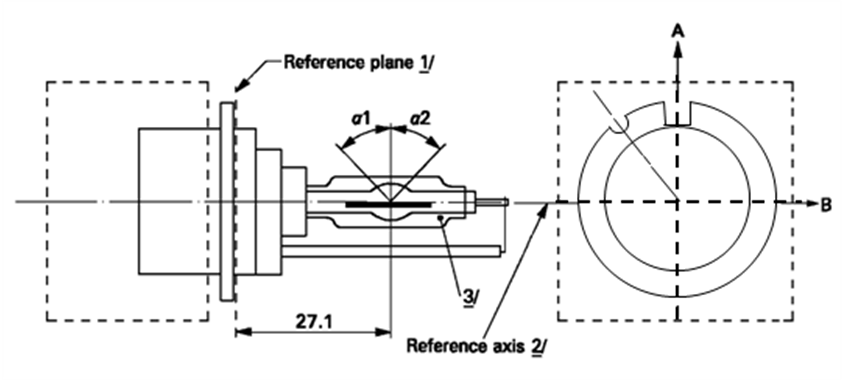 A
Reference plane 1/
α1
α2
B
3/
27.1
Reference axis 2/